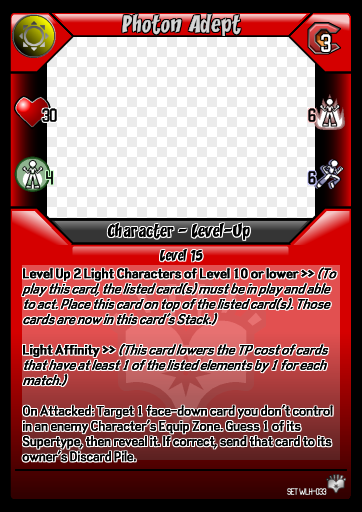 Photon Adept
3
30
6
4
6
Character - Level-Up
Level 15
Level Up 2 Light Characters of Level 10 or lower >> (To
play this card, the listed card(s) must be in play and able
to act. Place this card on top of the listed card(s). Those
cards are now in this card's Stack.)
Light Affinity >> (This card lowers the TP cost of cards
that have at least 1 of the listed elements by 1 for each
match.)
On Attacked: Target 1 face-down card you don't control
in an enemy Character's Equip Zone. Guess 1 of its
Supertype, then reveal it. If correct, send that card to its
owner's Discard Pile.
SET WLH-033